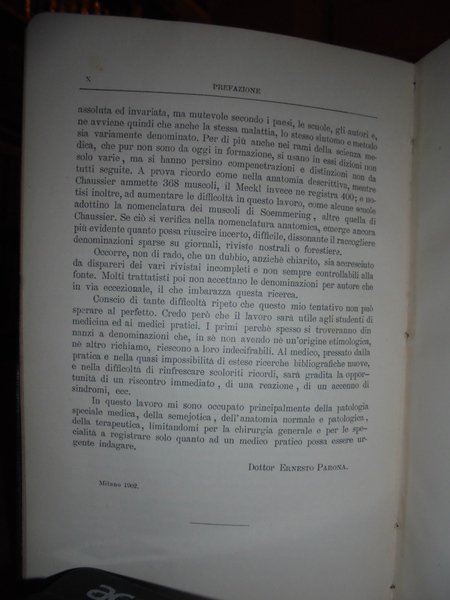 x
PREFAZIONE
assoluta ed invariata, ma mutevole secondo i paesi, le scuole, gli autori e,
ne avviene quindi che anche la stessa malattia, lo stesso sintomo e metodo
sia variamente denominato. Per di più anche nei rami della scienza me-
dica, che pur non sono da oggi in formazione, si usano in essi dizioni non
solo varie, ma si hanno persino compenetrazioni e distinzioni non da
tutti seguite. A prova ricordo come nella anatomia descrittiva, mentre
Chaussier ammette 368 muscoli, il Meckl invece ne registra 400; e no-
tisi inoltre, ad aumentare le difficoltà in questo lavoro, come alcune scuole
adottino la nomenclatura dei muscoli di Soemmering, altre quella di
Chaussier. Se ciò si verifica nella nomenclatura anatomica, emerge ancora
più evidente quanto possa riuscire incerto, difficile, dissonante il raccogliere
denominazioni sparse su giornali, riviste nostrali o forestiere.
Occorre, non di rado, che un dubbio, anzichè chiarito, sia accresciuto
da dispareri dei vari rivistai incompleti e non sempre controllabili alla
fonte. Molti trattatisti poi non accettano le denominazioni per autore che
in via eccezionale, il che imbarazza questa ricerca.
Conscio di tante difficoltà ripeto che questo mio tentativo non può
sperare al perfetto. Credo però che il lavoro sarà utile agli studenti di
medicina ed ai medici pratici. I primi perchè spesso si troveranno din
nanzi a denominazioni che, in sè non avendo nè un'origine etimologica,
nè altro richiamo, riescono a loro indecifrabili. Al medico, pressato dalla
pratica e nella quasi impossibilità di estese ricerche bibliografiche nuove,
e nella difficoltà di rinfrescare scoloriti ricordi, sarà gradita la oppor-
tunità di un riscontro immediato, di una reazione, di un accenno di
sindromi, ecc.
In questo lavoro mi sono occupato principalmente della patologia
speciale medica, della semejotica, dell'anatomia normale e patologica,
della terapeutica, limitandomi per la chirurgia generale e per le spe-
cialità a registrare solo quanto ad un medico pratico possa essere ur-
gente indagare.
Dottor ERNESTO PARONA.
Milano 1902.